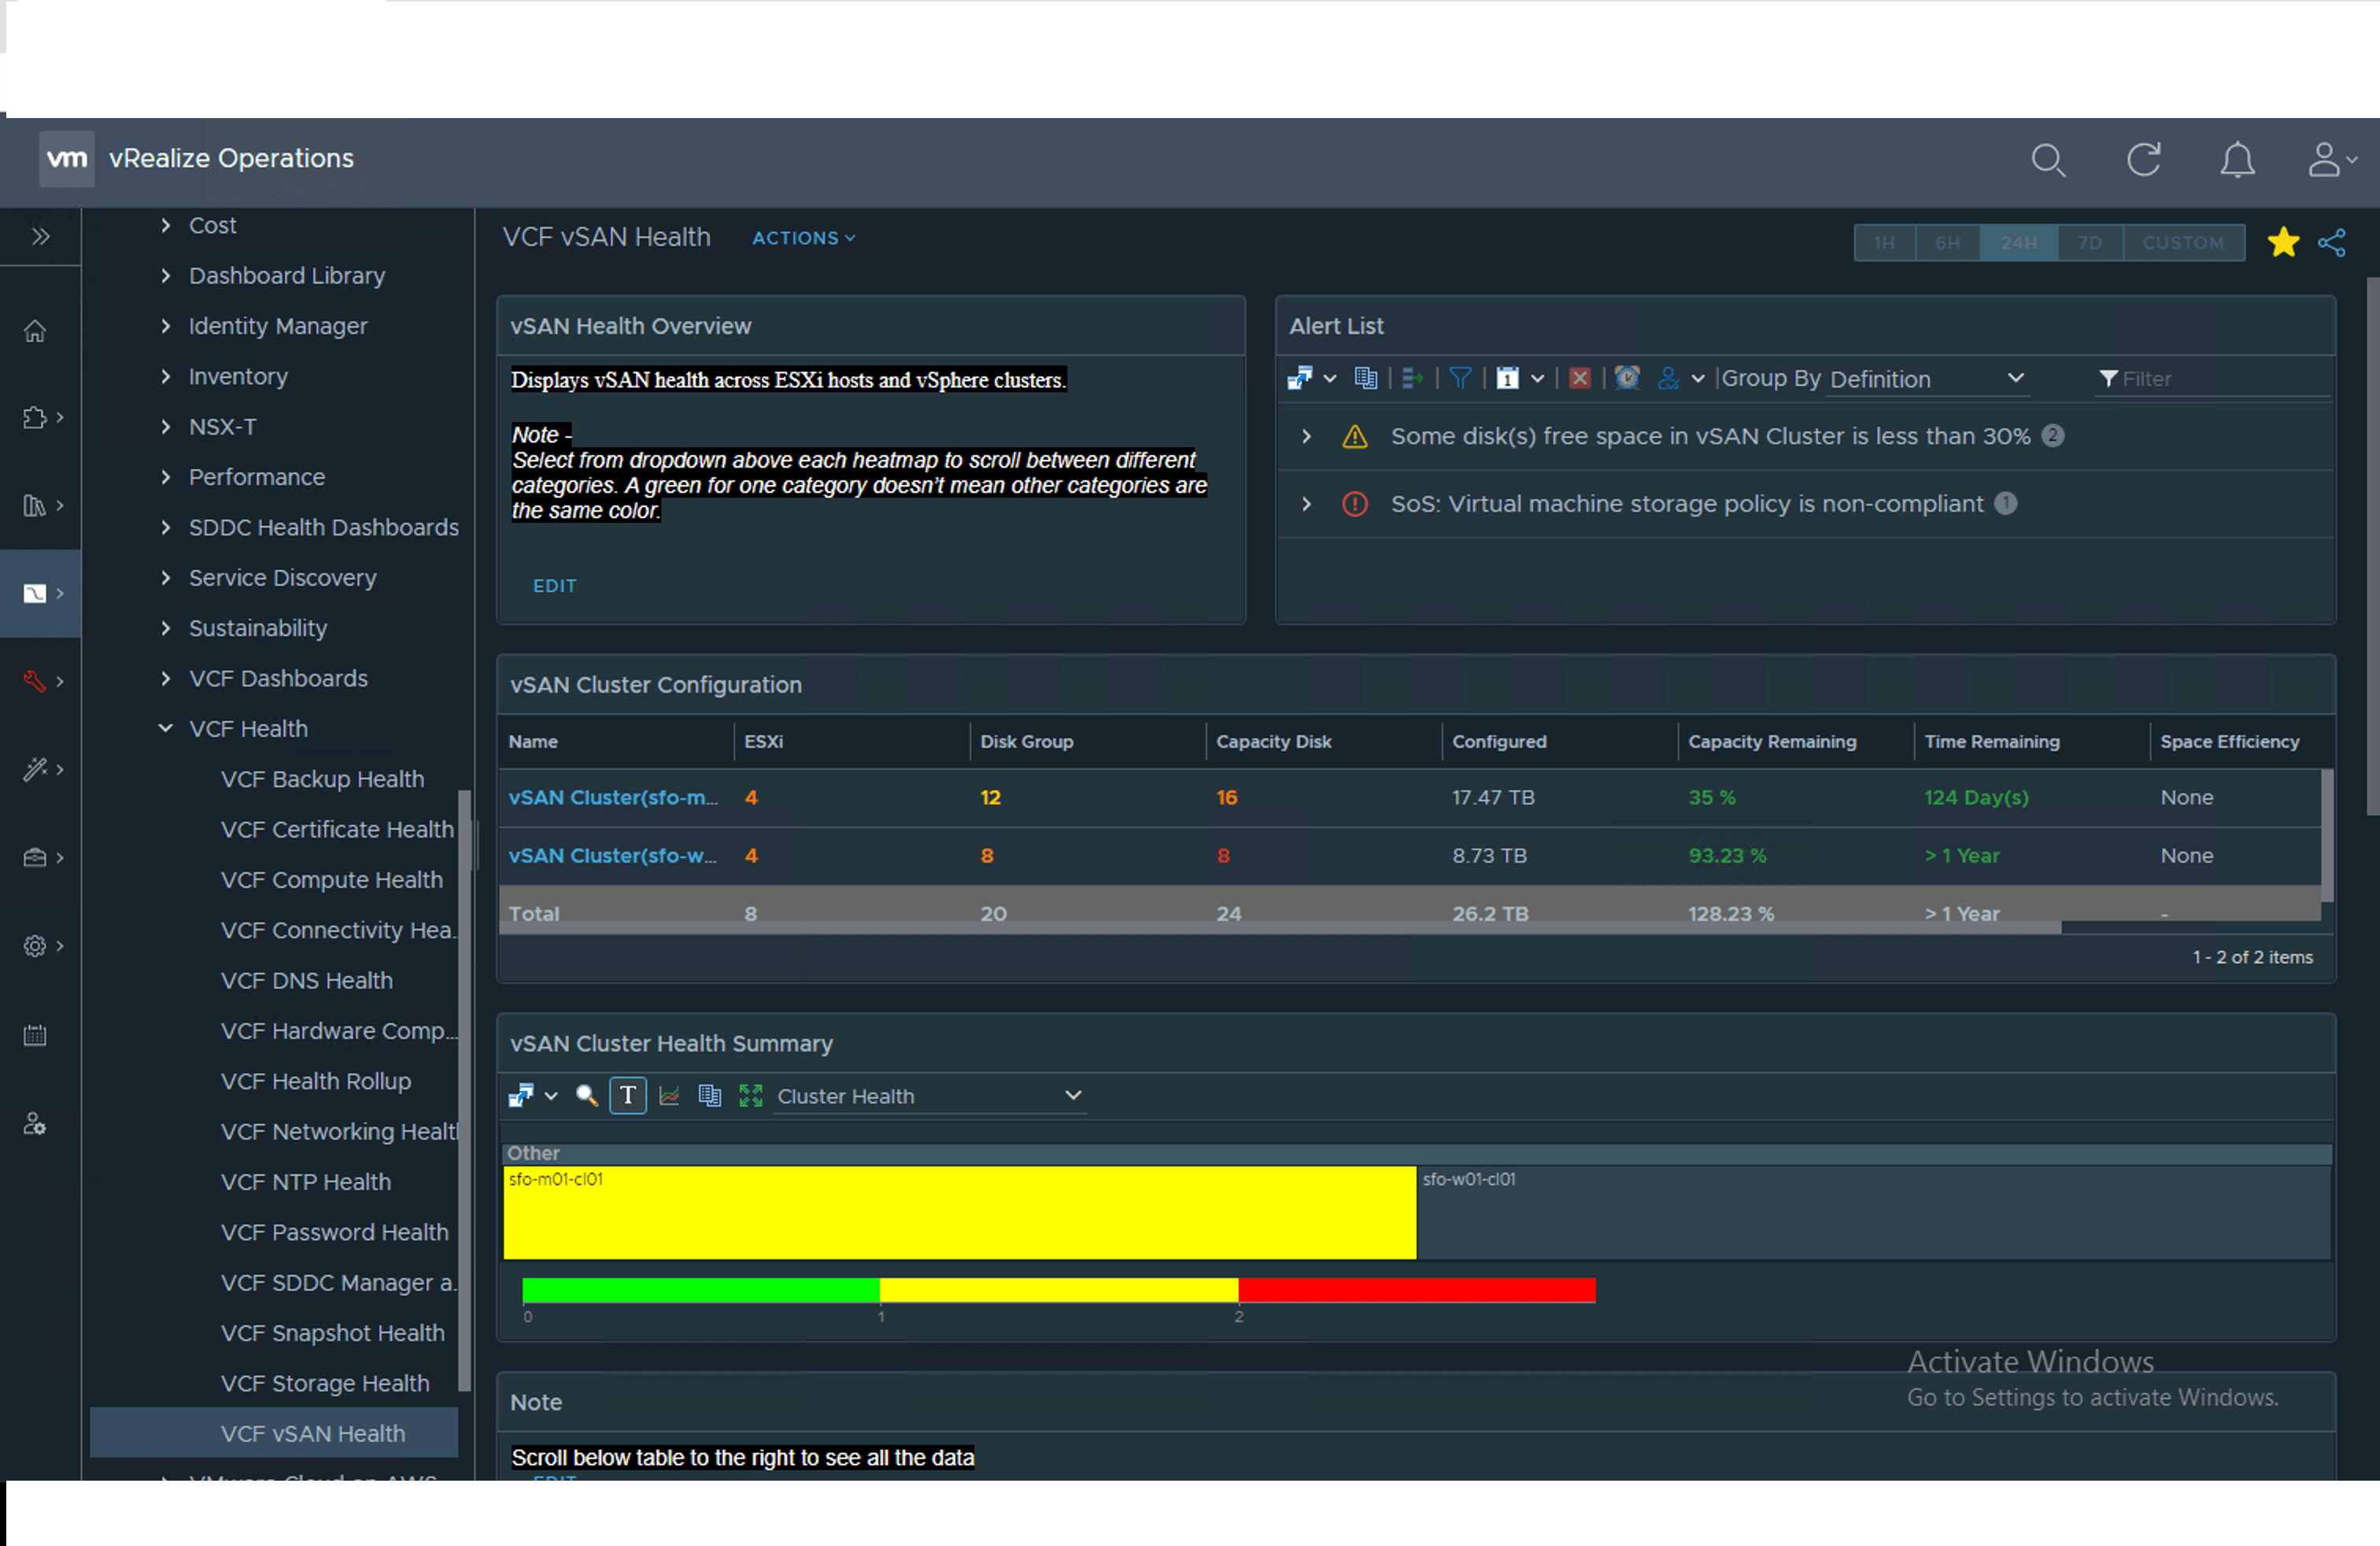 vm vRealize Operations
Cost
Dashboard Library
Identity Manager
Inventory
NSX-T
Performance
SDDC Health Dashboards
Service Discovery
Sustainability
VCF Dashboards
VCF Health
VCF Backup Health
VCF Certificate Health
VCF Compute Health
VCF Connectivity Hea.
VCF DNS Health
VCF Hardware Comp...
VCF Health Rollup
VCF Networking Healt
VCF NTP Health
VCF Password Health
VCF SDDC Manager a.
VCF Snapshot Health
VCF Storage Health
VCF vSAN Health
VMware Cloud on AWS
VCF vSAN Health ACTIONS
1H 6H 24H 7D CUSTOM
vSAN Health Overview
Displays vSAN health across ESXi hosts and vSphere clusters.
Note -
Select from dropdown above each heatmap to scroll between different
categories. A green for one category doesn't mean other categories are
the same color.
EDIT
Alert List
1 Group By Definition Filter
Some disk(s) free space in vSAN Cluster is less than 30% 2
SoS: Virtual machine storage policy is non-compliant 1
vSAN Cluster Configuration
Name ESXi Disk Group Capacity Disk Configured Capacity Remaining Time Remaining Space Efficiency
vSAN Cluster(sfo-m... 4 12 16 17.47 TB 35 % 124 Day(s) None
vSAN Cluster(sfo-w... 4 8 8 8.73 TB 93.23 % > 1 Year None
Total 8 20 24 26.2 TB 128.23 % > 1 Year -
1 - 2 of 2 items
vSAN Cluster Health Summary
T Cluster Health
Other
sfo-m01-cl01 sfo-w01-cl01
0 1 2
Activate Windows
Go to Settings to activate Windows.
Note
Scroll below table to the right to see all the data
EDIT